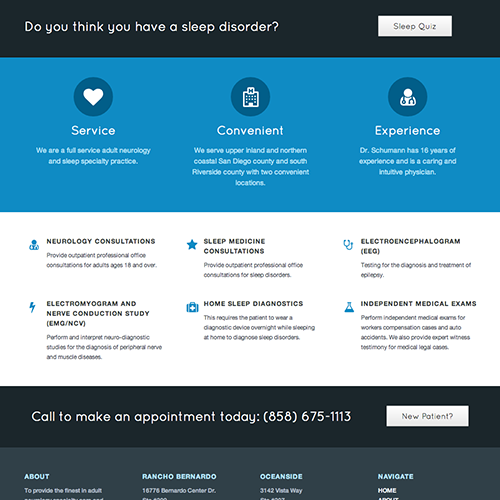 Do you think you have a sleep disorder?
Sleep Quiz
Service
We are a full service adult neurology
and sleep specialty practice.
Convenient
We serve upper inland and northern
coastal San Diego county and south
Riverside county with two convenient
locations.
Experience
Dr. Schumann has 16 years of
experience and is a caring and
intuitive physician.
NEUROLOGY CONSULTATIONS
Provide outpatient professional office
consultations for adults ages 18 and over.
SLEEP MEDICINE
CONSULTATIONS
Provide outpatient professional office
consultations for sleep disorders.
ELECTROENCEPHALOGRAM
(EEG)
Testing for the diagnosis and treatment of
epilepsy.
ELECTROMYOGRAM AND
NERVE CONDUCTION STUDY
(EMG/NCV)
Perform and interpret neuro-diagnostic
studies for the diagnosis of peripheral nerve
and muscle diseases.
HOME SLEEP DIAGNOSTICS
This requires the patient to wear a
diagnostic device overnight while sleeping
at home to diagnose sleep disorders.
INDEPENDENT MEDICAL EXAMS
Perform independent medical exams for
workers compensation cases and auto
accidents. We also provide expert witness
testimony for medical legal cases.
Call to make an appointment today: (858) 675-1113
New Patient?
ABOUT
To provide the finest in adult
RANCHO BERNARDO
16776 Bernardo Center Dr.
OCEANSIDE
3142 Vista Way
NAVIGATE
HOME
ABOUT